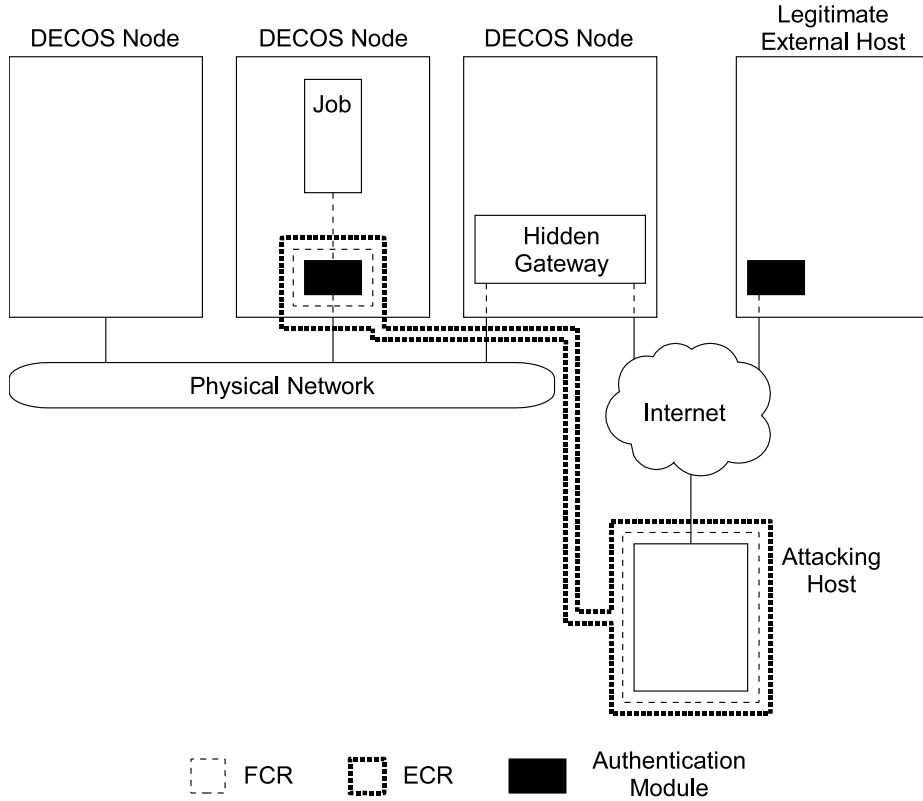 DECOS Node
DECOS Node
DECOS Node
Legitimate
External Host
Job
Hidden
Gateway
Physical Network
Internet
Attacking
Host
FCR
ECR
Authentication
Module